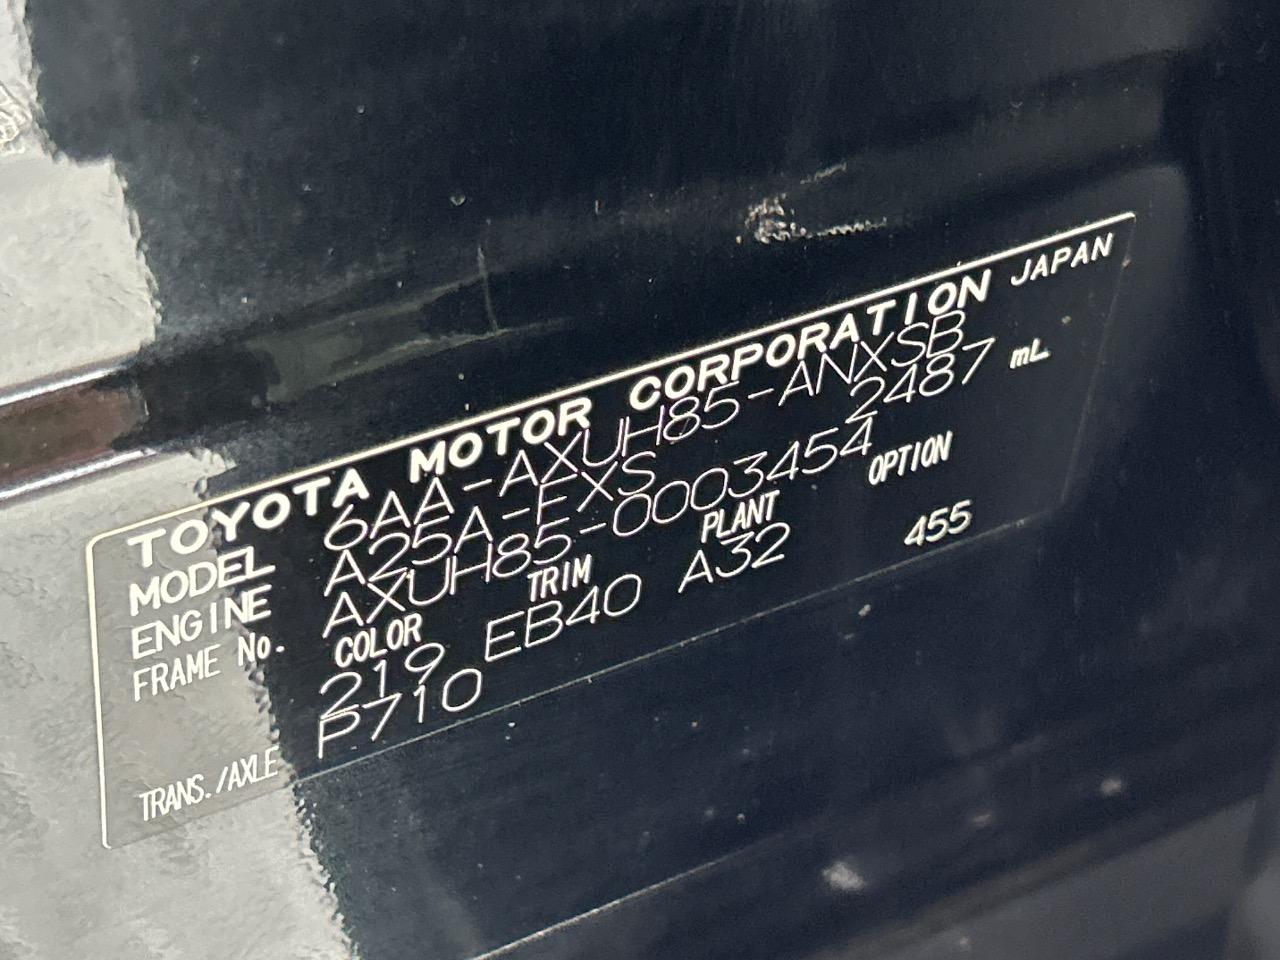 TOYOTA MOTOR CORPORATION JAPAN
MODEL 6AA-AXUH85-ANXSB
ENGINE A25A-FXS 2487 mL
FRAME No. AXUH85-0003454
COLOR TRIM PLANT OPTION
219 EB40 A32 455
TRANS./AXLE P710